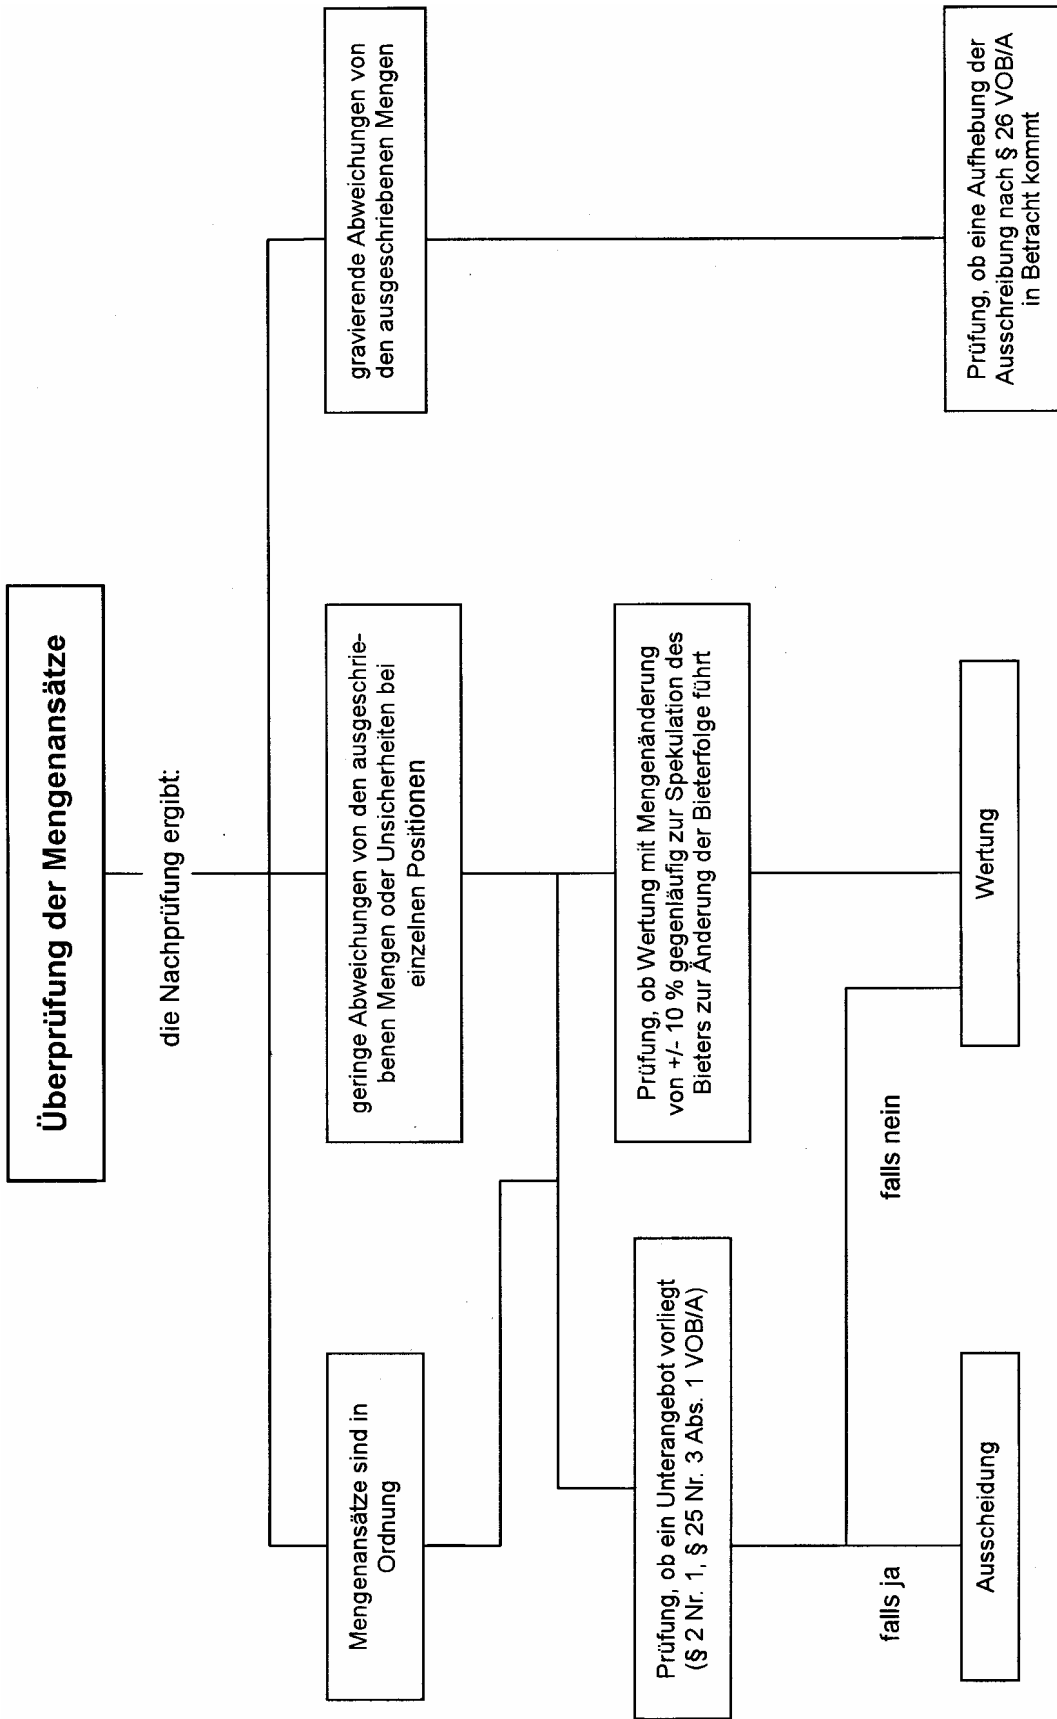 Überprüfung der Mengenansätze
die Nachprüfung ergibt:
Mengenansätze sind in
Ordnung
geringe Abweichungen von den ausgeschrie-
benen Mengen oder Unsicherheiten bei
einzelnen Positionen
gravierende Abweichungen von
den ausgeschriebenen Mengen
Prüfung, ob ein Unterangebot vorliegt
(§ 2 Nr. 1, § 25 Nr. 3 Abs. 1 VOB/A)
Prüfung, ob Wertung mit Mengenänderung
von +/- 10 % gegenläufig zur Spekulation des
Bieters zur Änderung der Bieterfolge führt
falls ja
falls nein
Ausscheidung
Wertung
Prüfung, ob eine Aufhebung der
Ausschreibung nach § 26 VOB/A
in Betracht kommt